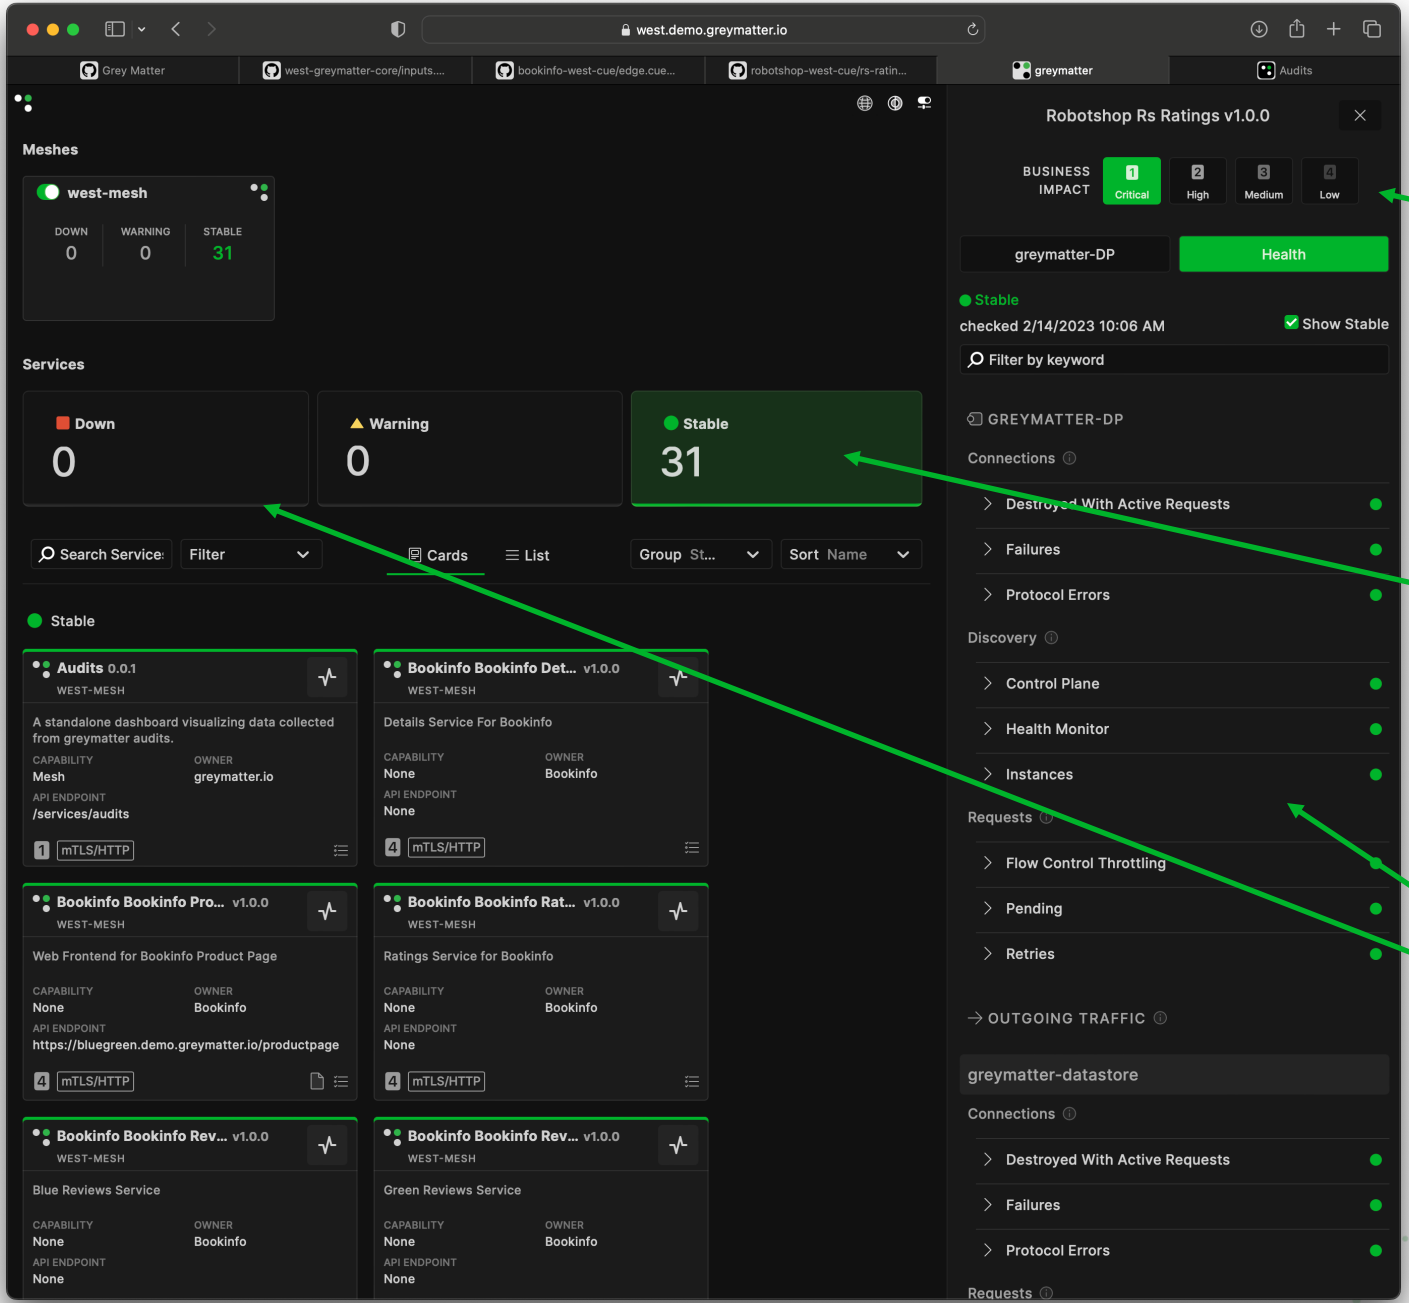 west.demo.greymatter.io
Grey Matter
west-greymatter-core/inputs....
bookinfo-west-cue/edge.cue...
robotshop-west-cue/rs-ratin...
greymatter
Audits
Meshes
west-mesh
DOWN WARNING STABLE
0 0 31
Services
Down
0
Warning
0
Stable
31
Search Service:
Filter
Cards
List
Group St...
Sort Name
Stable
Audits 0.0.1
WEST-MESH
A standalone dashboard visualizing data collected
from greymatter audits.
CAPABILITY OWNER
Mesh greymatter.io
API ENDPOINT
/services/audits
1 mTLS/HTTP
Bookinfo Bookinfo Det... v1.0.0
WEST-MESH
Details Service For Bookinfo
CAPABILITY OWNER
None Bookinfo
API ENDPOINT
None
4 mTLS/HTTP
Bookinfo Bookinfo Pro... v1.0.0
WEST-MESH
Web Frontend for Bookinfo Product Page
CAPABILITY OWNER
None Bookinfo
API ENDPOINT
https://bluegreen.demo.greymatter.io/productpage
4 mTLS/HTTP
Bookinfo Bookinfo Rat... v1.0.0
WEST-MESH
Ratings Service for Bookinfo
CAPABILITY OWNER
None Bookinfo
API ENDPOINT
None
4 mTLS/HTTP
Bookinfo Bookinfo Rev... v1.0.0
WEST-MESH
Blue Reviews Service
CAPABILITY OWNER
None Bookinfo
API ENDPOINT
None
Bookinfo Bookinfo Rev... v1.0.0
WEST-MESH
Green Reviews Service
CAPABILITY OWNER
None Bookinfo
API ENDPOINT
None
Robotshop Rs Ratings v1.0.0
BUSINESS
IMPACT
1 Critical
2 High
3 Medium
4 Low
greymatter-DP
Health
Stable
checked 2/14/2023 10:06 AM
Show Stable
Filter by keyword
GREYMATTER-DP
Connections
Destroyed With Active Requests
Failures
Protocol Errors
Discovery
Control Plane
Health Monitor
Instances
Requests
Flow Control Throttling
Pending
Retries
OUTGOING TRAFFIC
greymatter-datastore
Connections
Destroyed With Active Requests
Failures
Protocol Errors
Requests